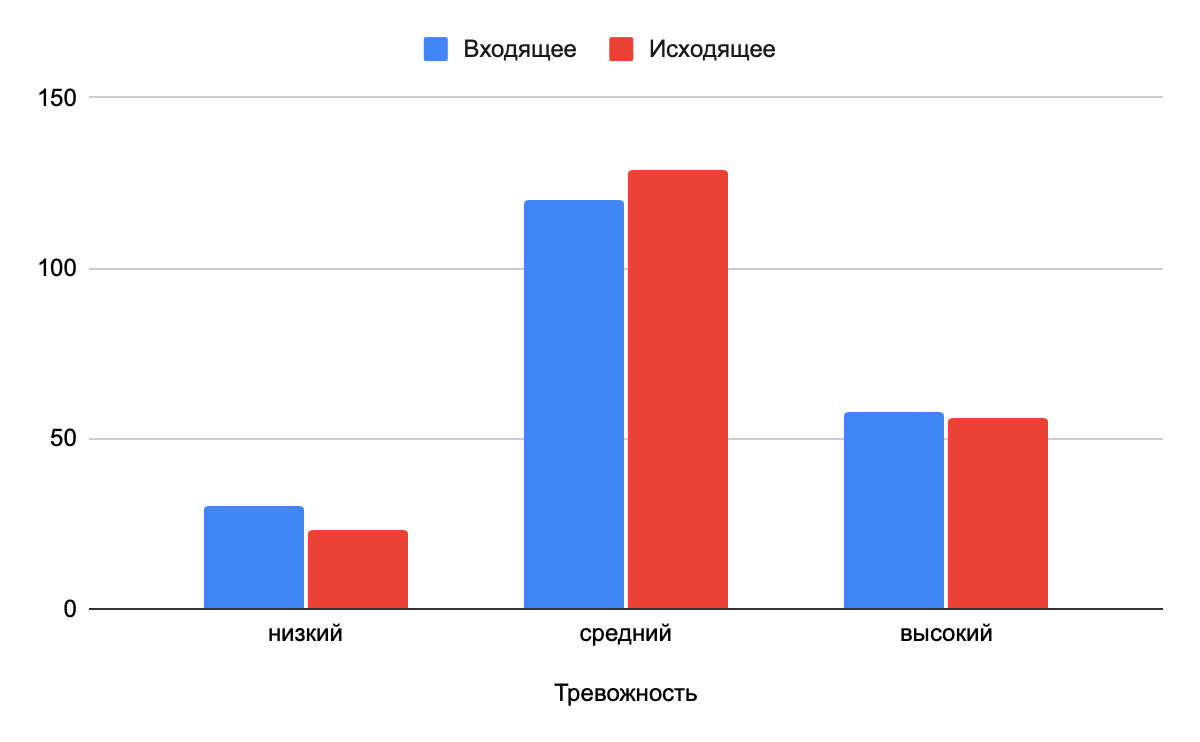 Входящее Исходящее
150
100
50
0
низкий средний высокий
Тревожность